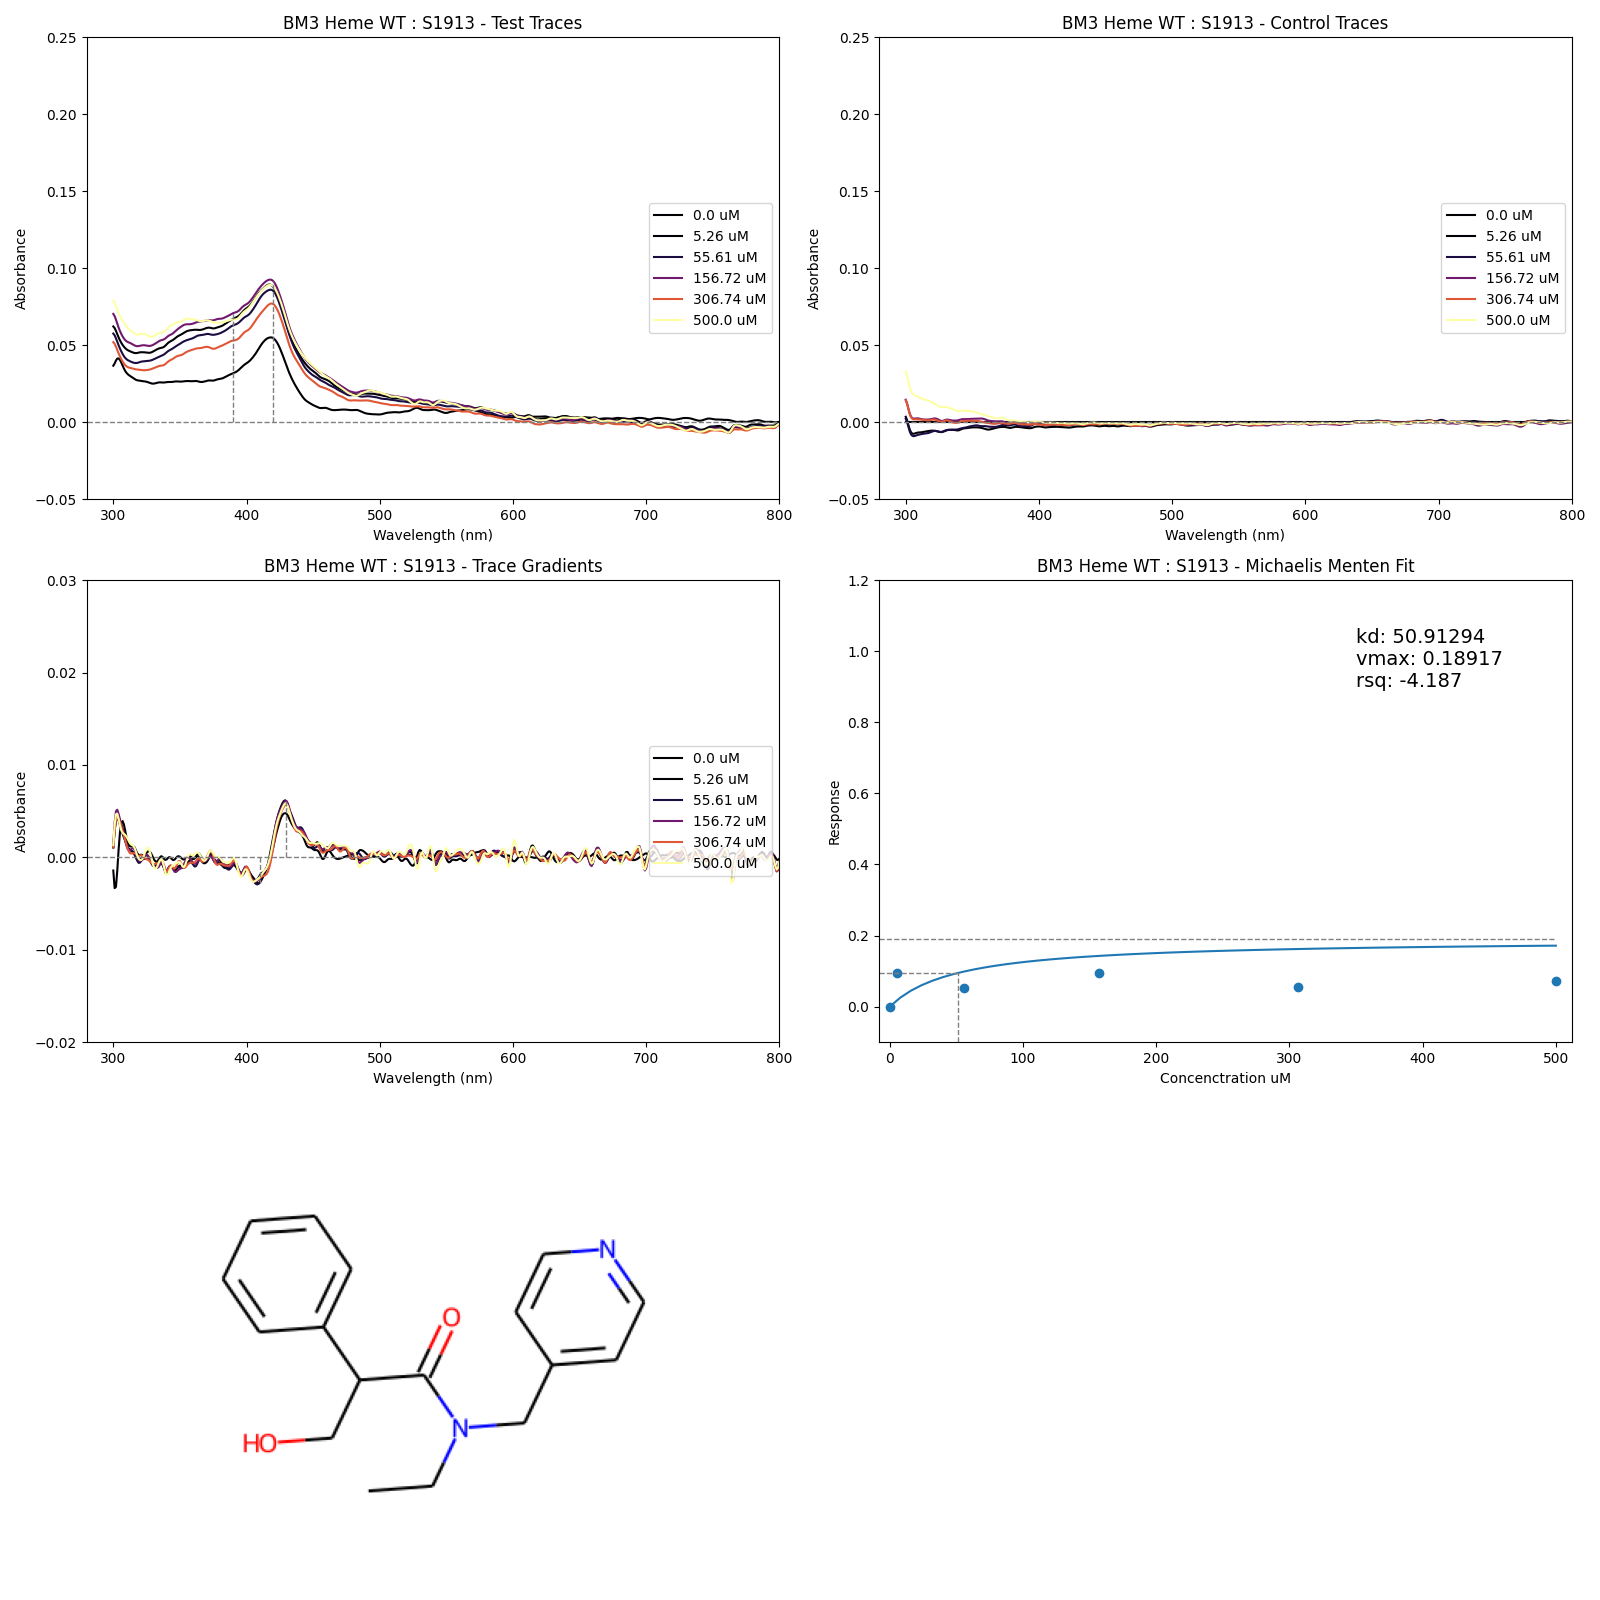 BM3 Heme WT : S1913 - Test Traces
0.25
0.20
0.15
0.10
0.05
0.00
−0.05
Absorbance
300 400 500 600 700 800
Wavelength (nm)
0.0 uM
5.26 uM
55.61 uM
156.72 uM
306.74 uM
500.0 uM
BM3 Heme WT : S1913 - Control Traces
0.25
0.20
0.15
0.10
0.05
0.00
−0.05
Absorbance
300 400 500 600 700 800
Wavelength (nm)
0.0 uM
5.26 uM
55.61 uM
156.72 uM
306.74 uM
500.0 uM
BM3 Heme WT : S1913 - Trace Gradients
0.03
0.02
0.01
0.00
−0.01
−0.02
Absorbance
300 400 500 600 700 800
Wavelength (nm)
0.0 uM
5.26 uM
55.61 uM
156.72 uM
306.74 uM
500.0 uM
BM3 Heme WT : S1913 - Michaelis Menten Fit
1.2
1.0
0.8
0.6
0.4
0.2
0.0
Response
0 100 200 300 400 500
Concenctration uM
kd: 50.91294
vmax: 0.18917
rsq: -4.187
N
O
N
HO